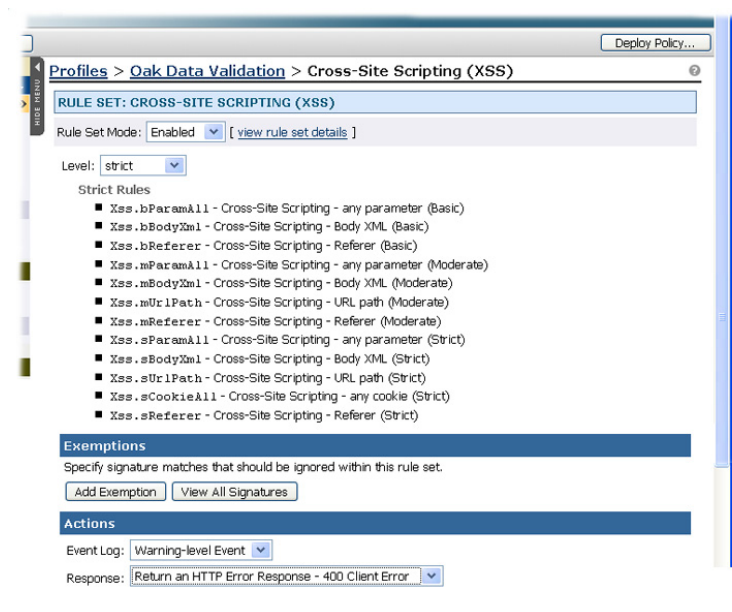 Deploy Policy...
HIDE MENU
Profiles > Oak Data Validation > Cross-Site Scripting (XSS)
RULE SET: CROSS-SITE SCRIPTING (XSS)
Rule Set Mode: Enabled [ view rule set details ]
Level: strict
Strict Rules
Xss.bParamAll - Cross-Site Scripting - any parameter (Basic)
Xss.bBodyXml - Cross-Site Scripting - Body XML (Basic)
Xss.bReferer - Cross-Site Scripting - Referer (Basic)
Xss.mParamAll - Cross-Site Scripting - any parameter (Moderate)
Xss.mBodyXml - Cross-Site Scripting - Body XML (Moderate)
Xss.mUrlPath - Cross-Site Scripting - URL path (Moderate)
Xss.mReferer - Cross-Site Scripting - Referer (Moderate)
Xss.sParamAll - Cross-Site Scripting - any parameter (Strict)
Xss.sBodyXml - Cross-Site Scripting - Body XML (Strict)
Xss.sUrlPath - Cross-Site Scripting - URL path (Strict)
Xss.sCookieAll - Cross-Site Scripting - any cookie (Strict)
Xss.sReferer - Cross-Site Scripting - Referer (Strict)
Exemptions
Specify signature matches that should be ignored within this rule set.
Add Exemption View All Signatures
Actions
Event Log: Warning-level Event
Response: Return an HTTP Error Response - 400 Client Error